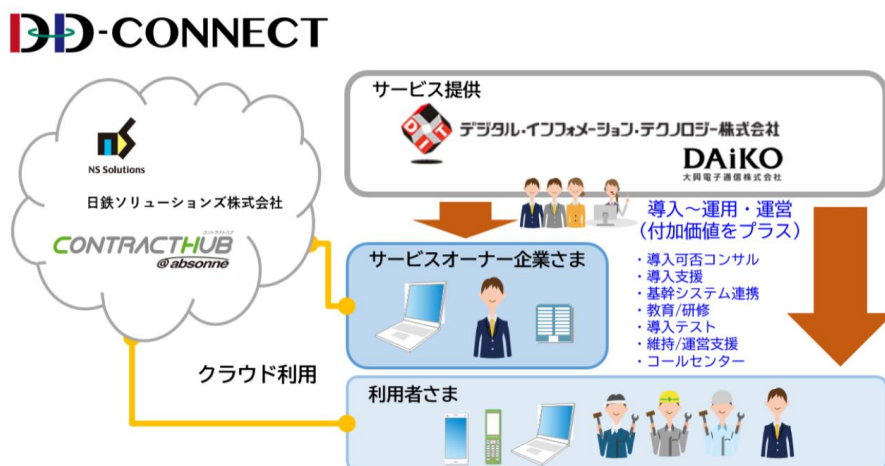 DD-CONNECT
NS Solutions
日鉄ソリューションズ株式会社
CONTRACTHUB
@absonne
サービス提供
DIT
デジタル・インフォメーション・テクノロジー株式会社
DAiKO
大興電子通信株式会社
導入～運用・運営
(付加価値をプラス)
・導入可否コンサル
・導入支援
・基幹システム連携
・教育/研修
・導入テスト
・維持/運営支援
・コールセンター
サービスオーナー企業さま
クラウド利用
利用者さま